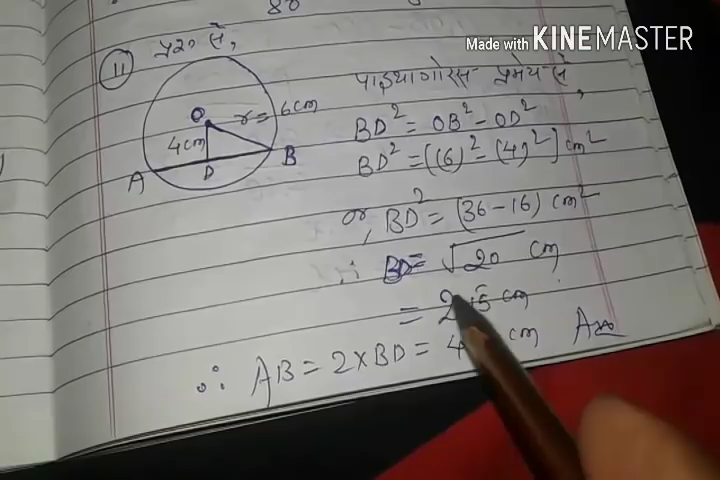 Made with KINEMASTER
(11) प्रश्न से,
O
r = 6cm
4cm
A D B
पाइथागोरस प्रमेय से,
BD² = OB² - OD²
BD² = [(6)² - (4)²] cm²
or, BD² = (36-16) cm²
∴ BD = √20 cm
= 2√5 cm
∴ AB = 2×BD = 4 cm Ans